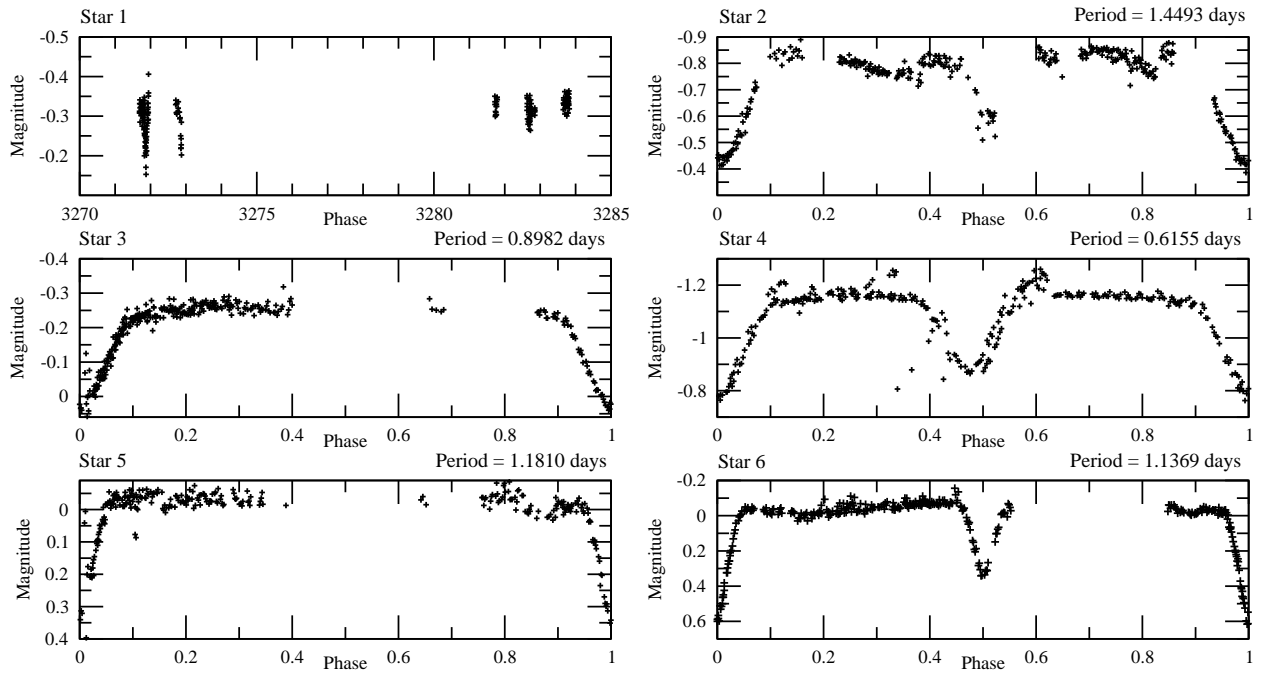 Star 1
-0.5
-0.4
-0.3
-0.2
Magnitude
3270
3275
3280
3285
Phase
Star 2
Period = 1.4493 days
-0.9
-0.8
-0.7
-0.6
-0.5
-0.4
Magnitude
0
0.2
0.4
0.6
0.8
1
Phase
Star 3
Period = 0.8982 days
-0.4
-0.3
-0.2
-0.1
0
Magnitude
0
0.2
0.4
0.6
0.8
1
Phase
Star 4
Period = 0.6155 days
-1.2
-1
-0.8
Magnitude
0
0.2
0.4
0.6
0.8
1
Phase
Star 5
Period = 1.1810 days
0
0.1
0.2
0.3
0.4
Magnitude
0
0.2
0.4
0.6
0.8
1
Phase
Star 6
Period = 1.1369 days
-0.2
0
0.2
0.4
0.6
Magnitude
0
0.2
0.4
0.6
0.8
1
Phase